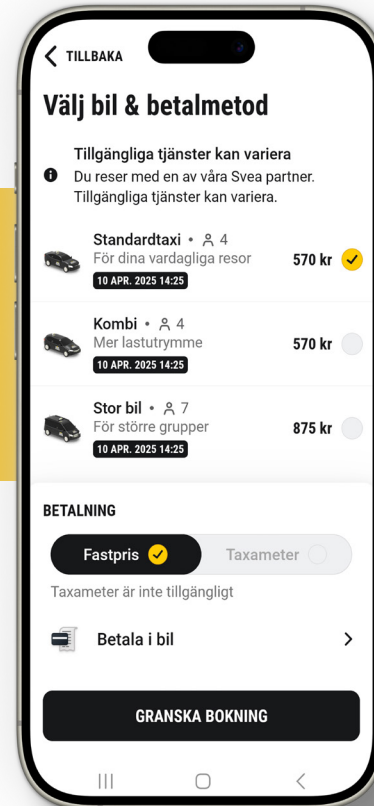 TILLBAKA
Välj bil & betalmetod
Tillgängliga tjänster kan variera
Du reser med en av våra Svea partner.
Tillgängliga tjänster kan variera.
Standardtaxi • 4
För dina vardagliga resor
570 kr
10 APR. 2025 14:25
Kombi • 4
Mer lastutrymme
570 kr
10 APR. 2025 14:25
Stor bil • 7
För större grupper
875 kr
10 APR. 2025 14:25
BETALNING
Fastpris
Taxameter
Taxameter är inte tillgängligt
Betala i bil
GRANSKA BOKNING